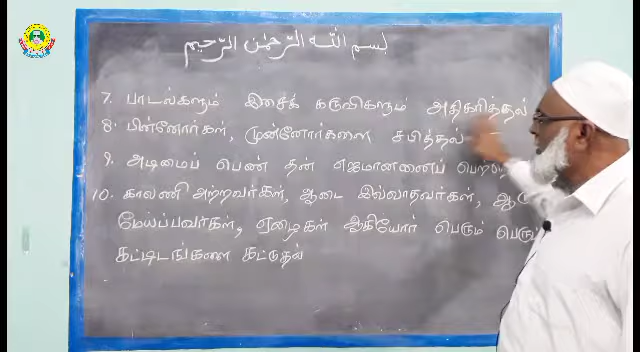 بسم الله الرحمن الرحيم
7. பாடல்களும் இசைக் கருவிகளும் அதிகரித்தல்
8. பின்னோர்கள், முன்னோர்களை சபித்தல்
9. அடிமைப் பெண் தன் எஜமானனைப்
10. காலணி அற்றவர்கள், ஆடை இல்லாதவர்கள்,
மேய்ப்பவர்கள், ஏழைகள் ஆகியோர் பெரும்
கட்டிடங்களை கட்டுதல்